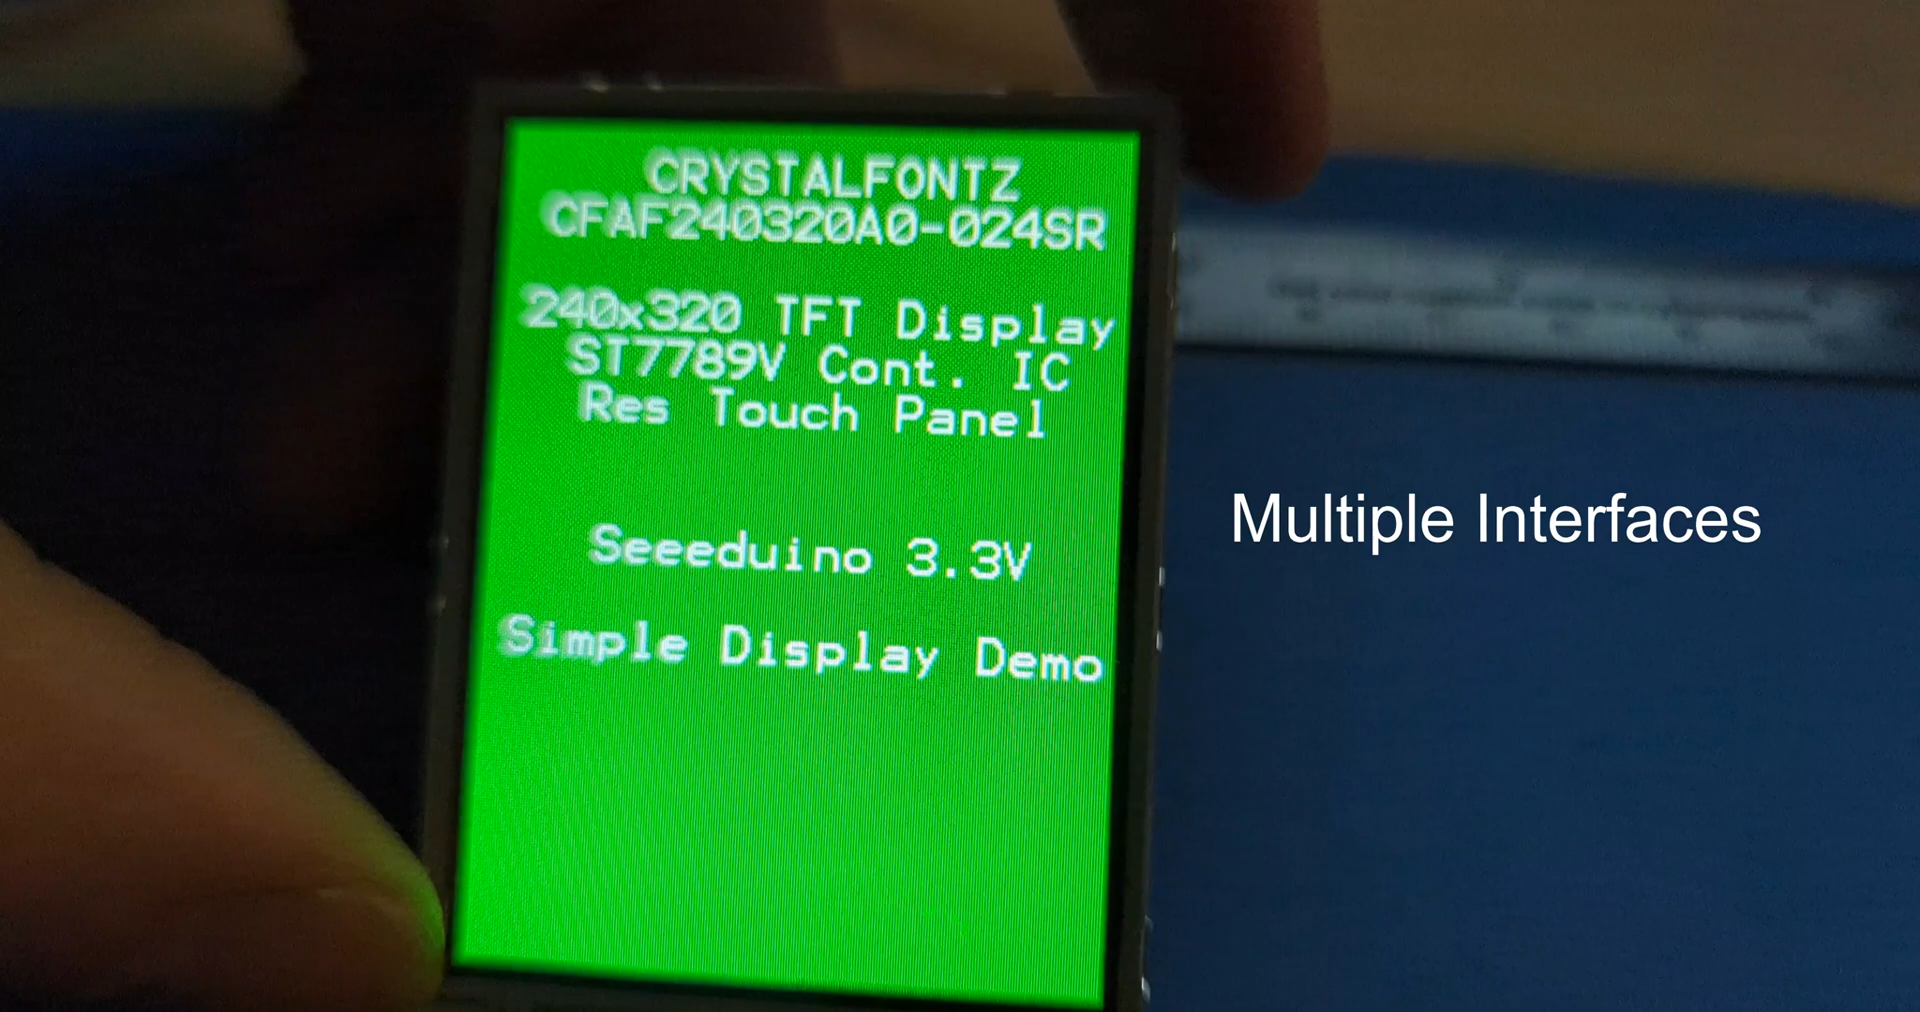 CRYSTALFONTZ
CFAF240320A0-024SR
240x320 TFT Display
ST7789V Cont. IC
Res Touch Panel
Seeeduino 3.3V
Simple Display Demo
Multiple Interfaces